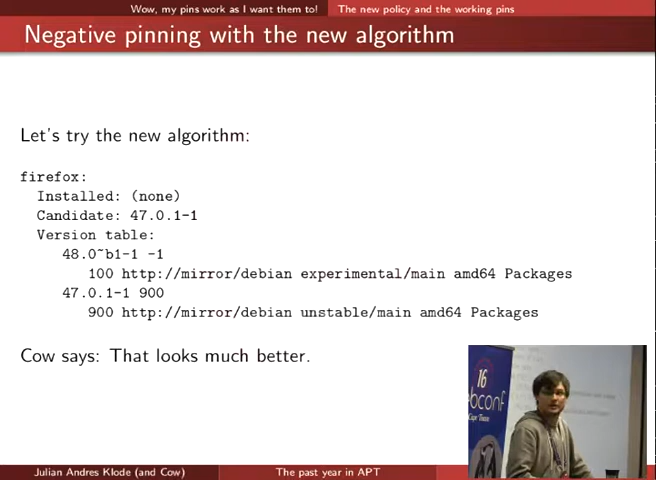 Wow, my pins work as I want them to! The new policy and the working pins
Negative pinning with the new algorithm
Let's try the new algorithm:
firefox:
Installed: (none)
Candidate: 47.0.1-1
Version table:
48.0~b1-1 -1
100 http://mirror/debian experimental/main amd64 Packages
47.0.1-1 900
900 http://mirror/debian unstable/main amd64 Packages
Cow says: That looks much better.
16
ebconf
Cape Town
Julian Andres Klode (and Cow) The past year in APT